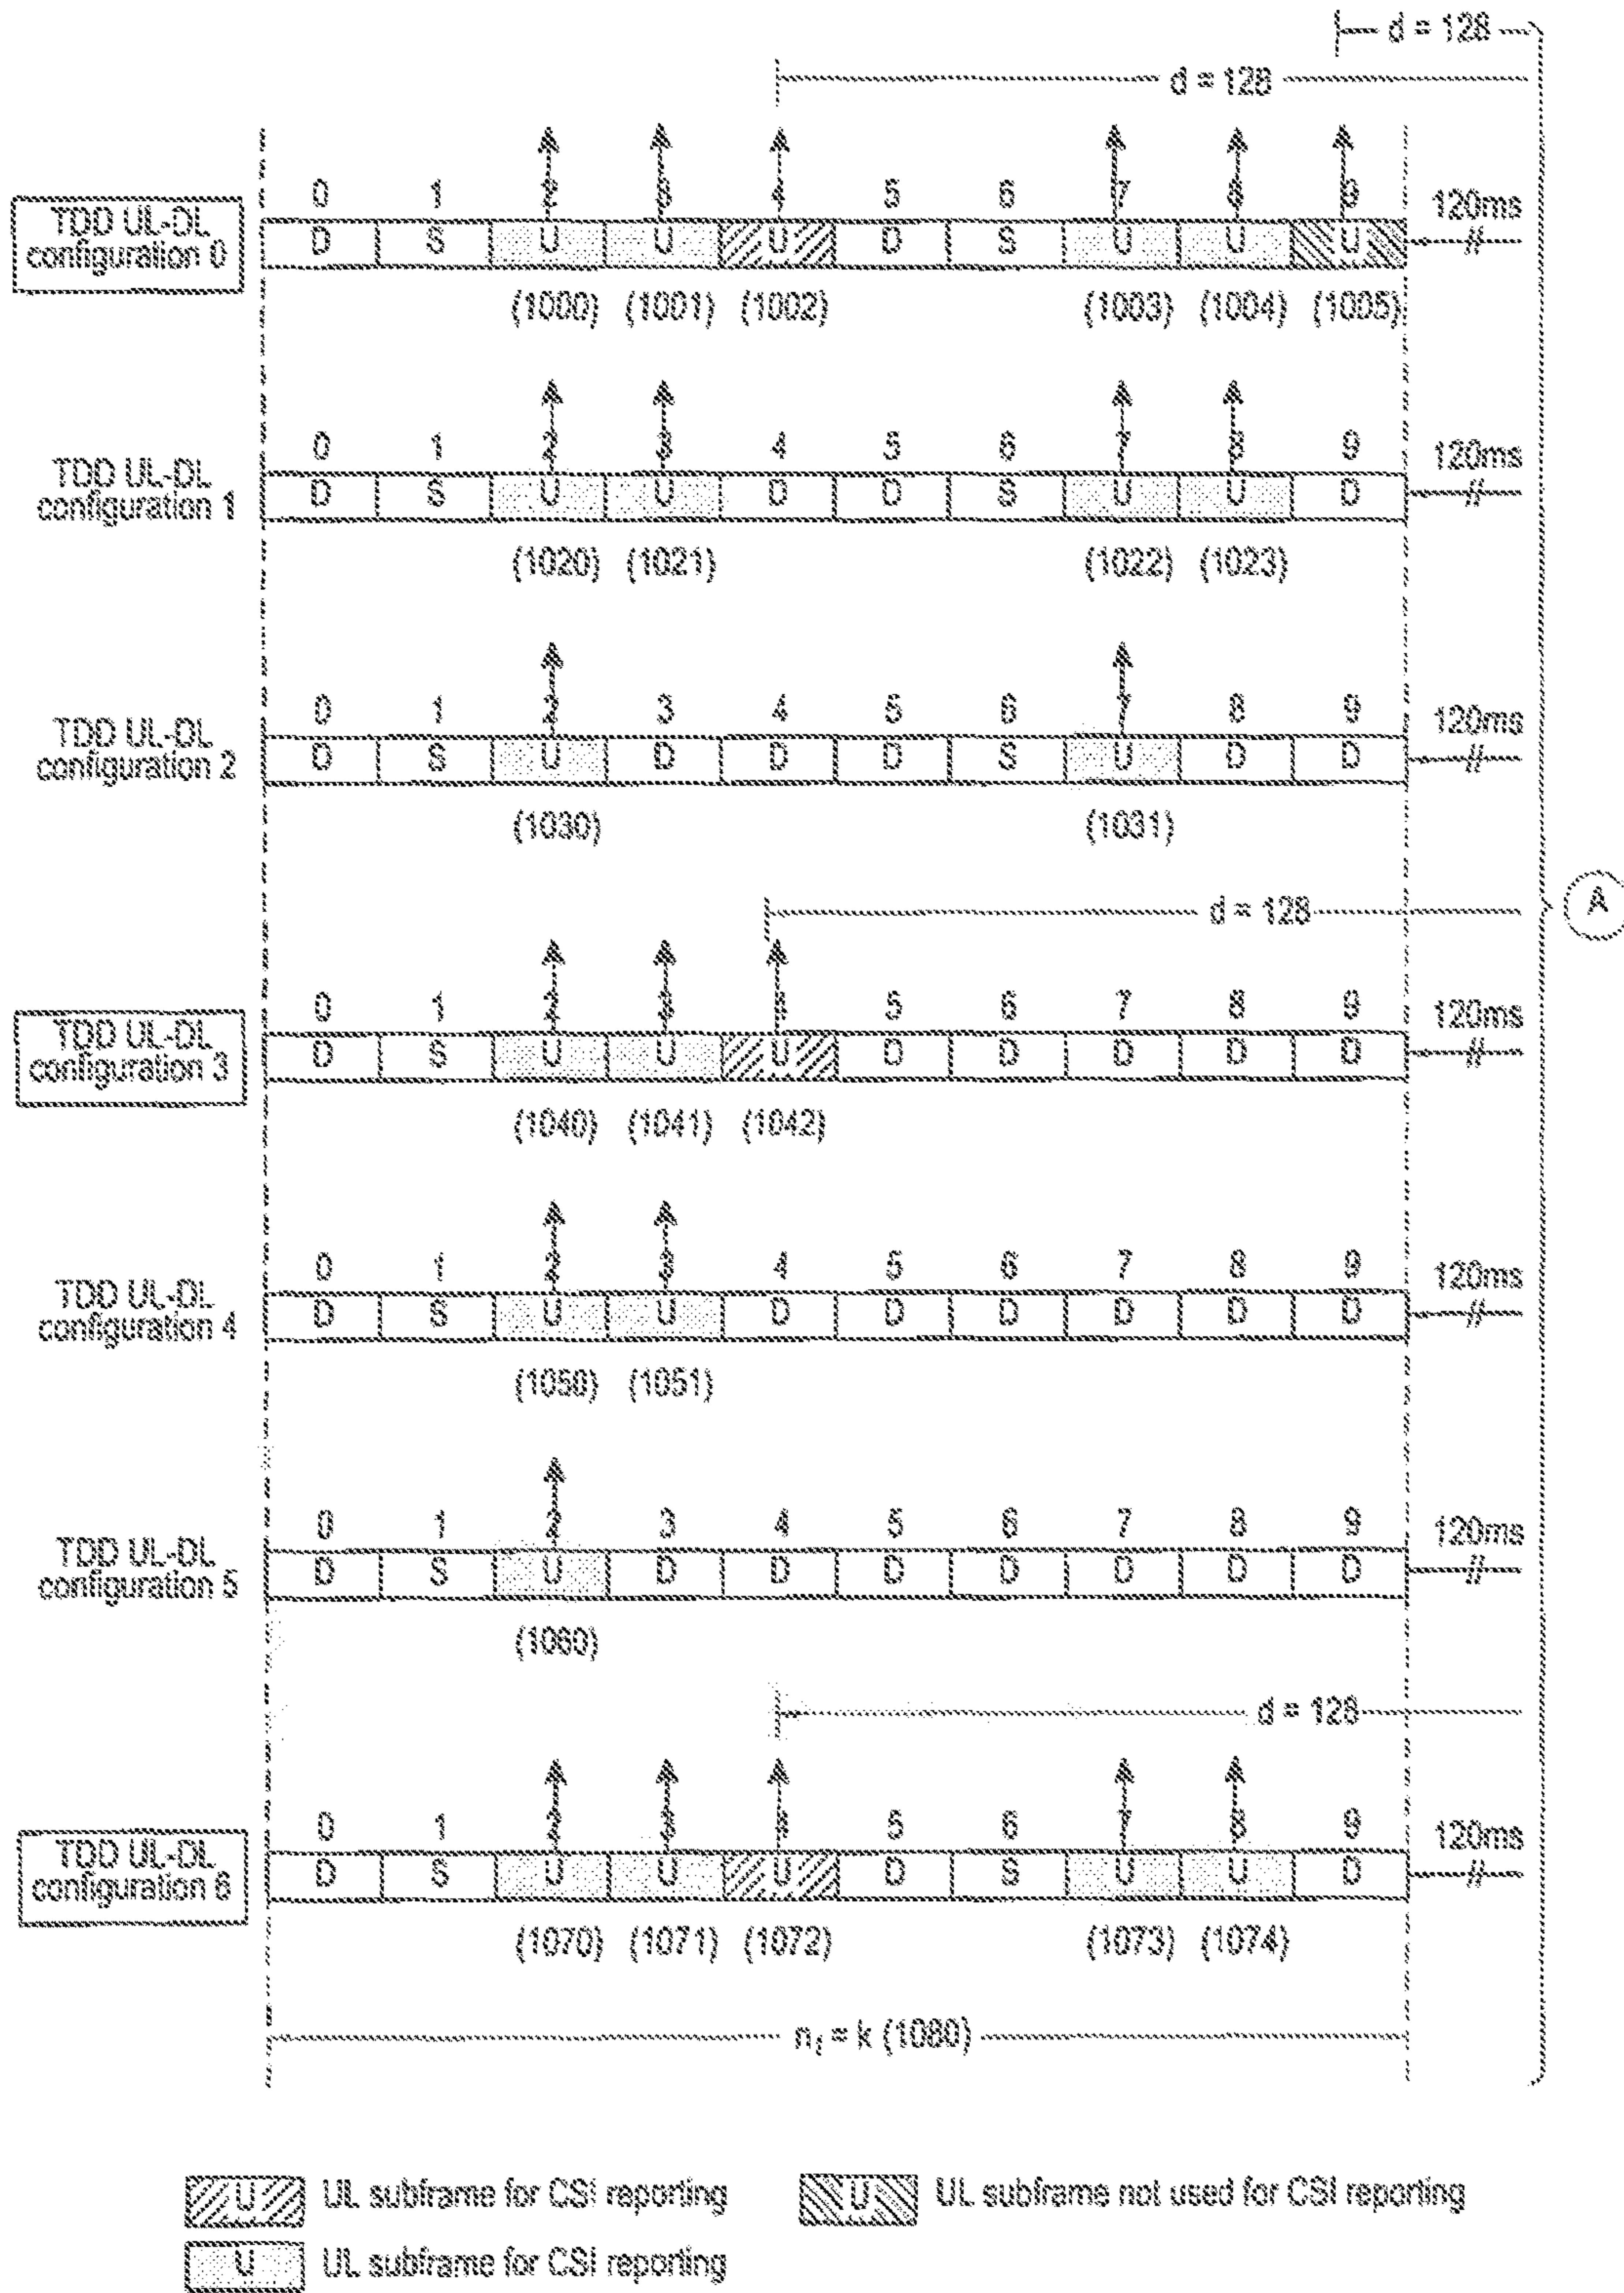 d = 128
d = 128
0 1 2 3 4 5 6 7 8 9 120ms
TDD UL-DL
configuration 0
D S U U U D S U U U
(1000) (1001) (1002) (1003) (1004) (1005)
0 1 2 3 4 5 6 7 8 9 120ms
TDD UL-DL
configuration 1
D S U U D D S U U D
(1020) (1021) (1022) (1023)
0 1 2 3 4 5 6 7 8 9 120ms
TDD UL-DL
configuration 2
D S U D D D S U D D
(1030) (1031)
d = 128
A
0 1 2 3 4 5 6 7 8 9 120ms
TDD UL-DL
configuration 3
D S U U U D D D D D
(1040) (1041) (1042)
0 1 2 3 4 5 6 7 8 9 120ms
TDD UL-DL
configuration 4
D S U U D D D D D D
(1050) (1051)
0 1 2 3 4 5 6 7 8 9 120ms
TDD UL-DL
configuration 5
D S U D D D D D D D
(1060)
d = 128
0 1 2 3 4 5 6 7 8 9 120ms
TDD UL-DL
configuration 6
D S U U U D S U U D
(1070) (1071) (1072) (1073) (1074)
n_f = k (1080)
U UL subframe for CSI reporting
U UL subframe not used for CSI reporting
U UL subframe for CSI reporting